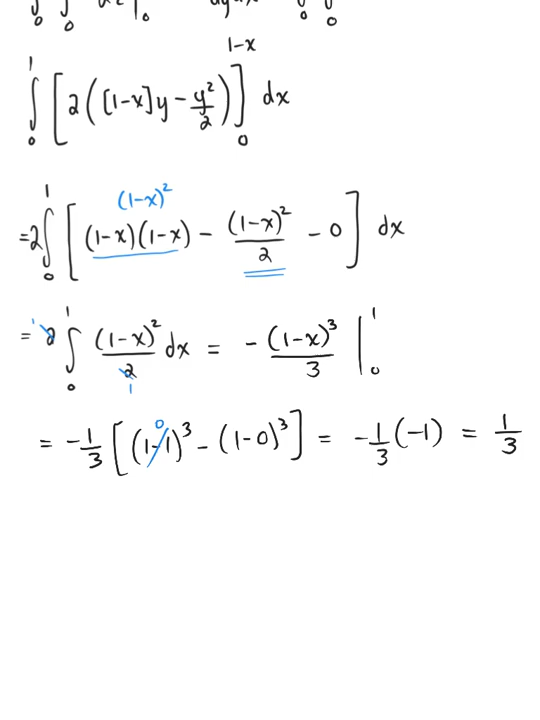 ∫₀¹ [2([1-x]y - y²/2)]₀^{1-x} dx
(1-x)²
=2∫₀¹ [(1-x)(1-x) - (1-x)²/2 - 0] dx
= 2 ∫₀¹ (1-x)²/2 dx = - (1-x)³/3 |₀¹
= -1/3 [(1-1)³ - (1-0)³] = -1/3 (-1) = 1/3